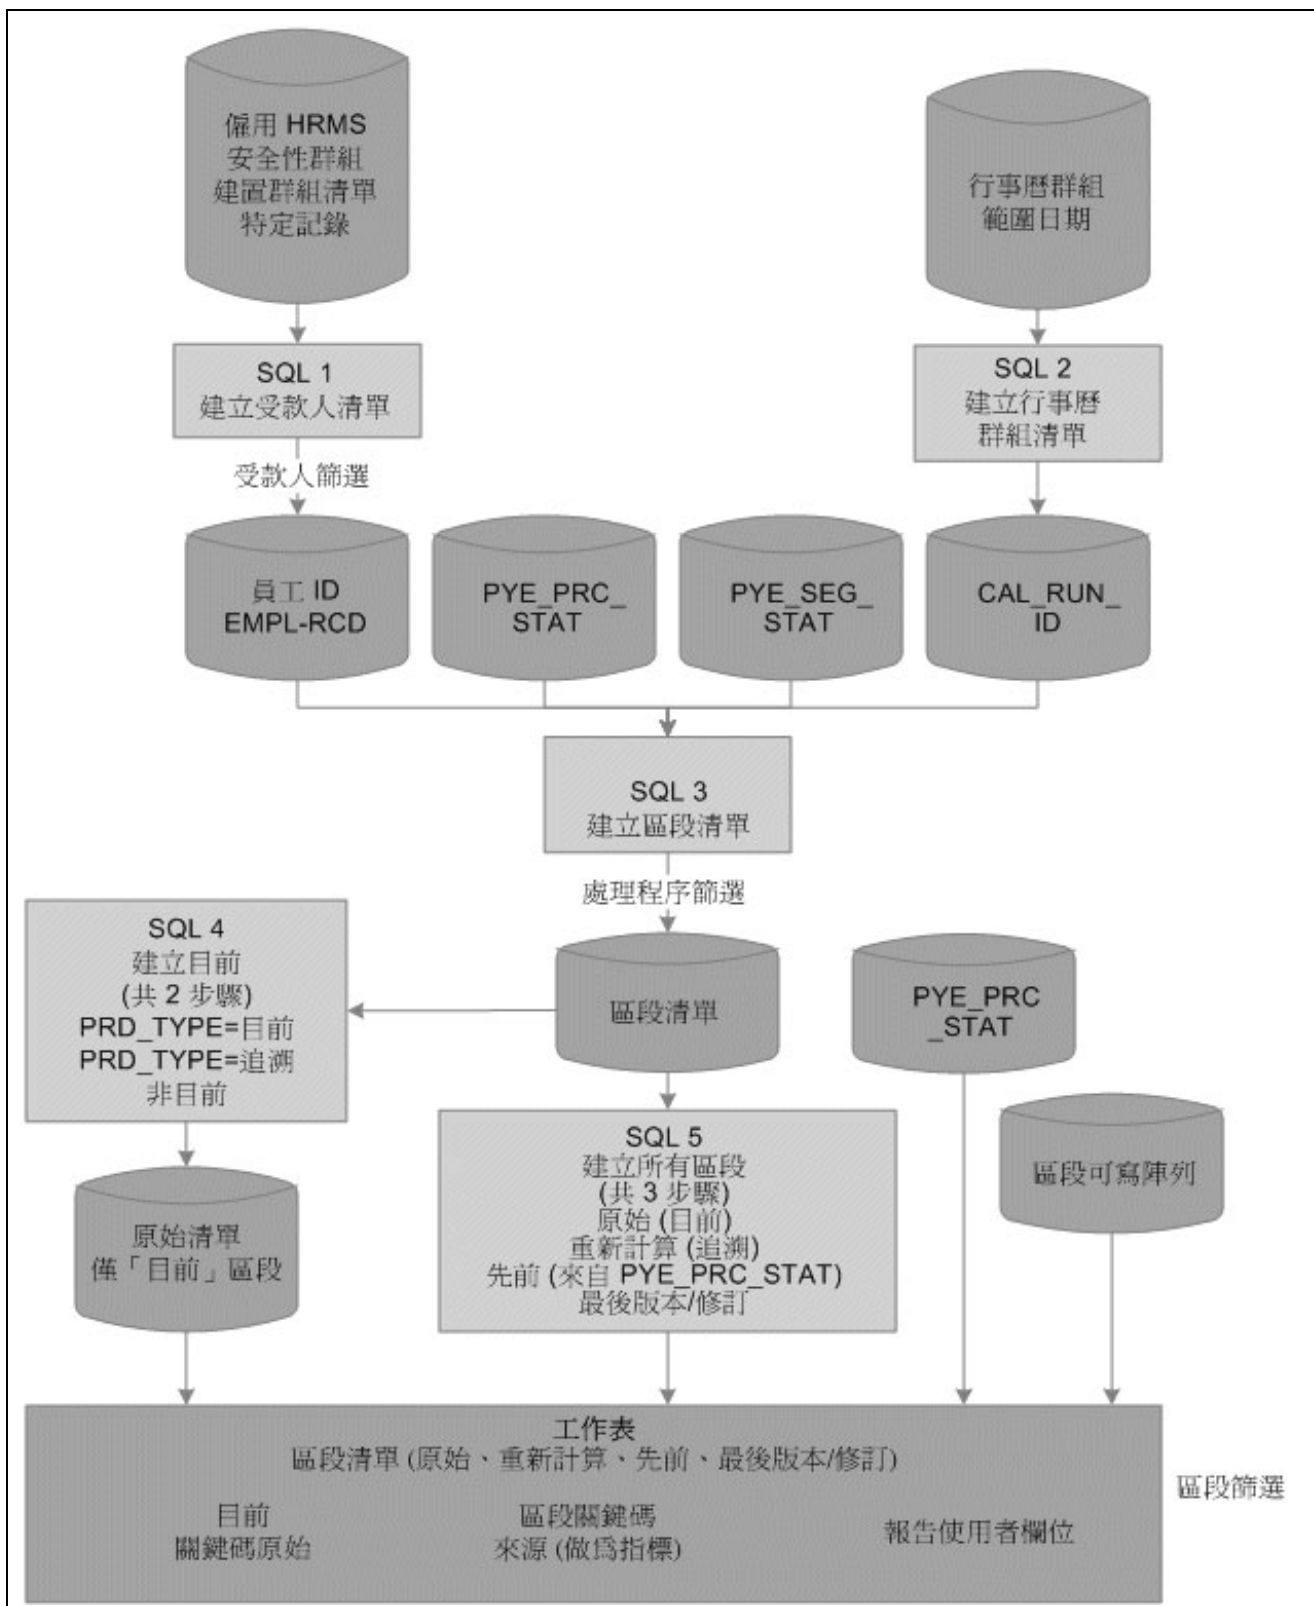 僱用 HRMS
安全性群組
建置群組清單
特定記錄
行事曆群組
範圍日期
SQL 1
建立受款人清單
SQL 2
建立行事曆
群組清單
受款人篩選
員工 ID
EMPL-RCD
PYE_PRC_
STAT
PYE_SEG_
STAT
CAL_RUN_
ID
SQL 3
建立區段清單
處理程序篩選
SQL 4
建立目前
(共 2 步驟)
PRD_TYPE=目前
PRD_TYPE=追溯
非目前
區段清單
PYE_PRC
_STAT
SQL 5
建立所有區段
(共 3 步驟)
原始 (目前)
重新計算 (追溯)
先前 (來自 PYE_PRC_STAT)
最後版本/修訂
區段可寫陣列
原始清單
僅「目前」區段
工作表
區段清單 (原始、重新計算、先前、最後版本/修訂)
目前
關鍵碼原始
區段關鍵碼
來源 (做為指標)
報告使用者欄位
區段篩選